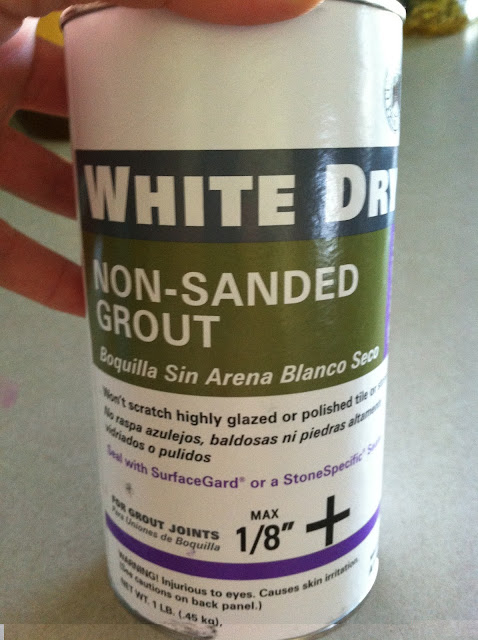 WHITE DRY
NON-SANDED
GROUT
Boquilla Sin Arena Blanco Seco
Won't scratch highly glazed or polished tile or
No raspa azulejos, baldosas ni piedras altamente
vidriados o pulidos
Seal with SurfaceGard® or a StoneSpecific®
FOR GROUT JOINTS
Para Uniones de Boquilla
MAX
1/8" +
WARNING! Injurious to eyes. Causes skin irritation.
(See cautions on back panel.)
NET WT. 1 LB. (.45 kg).